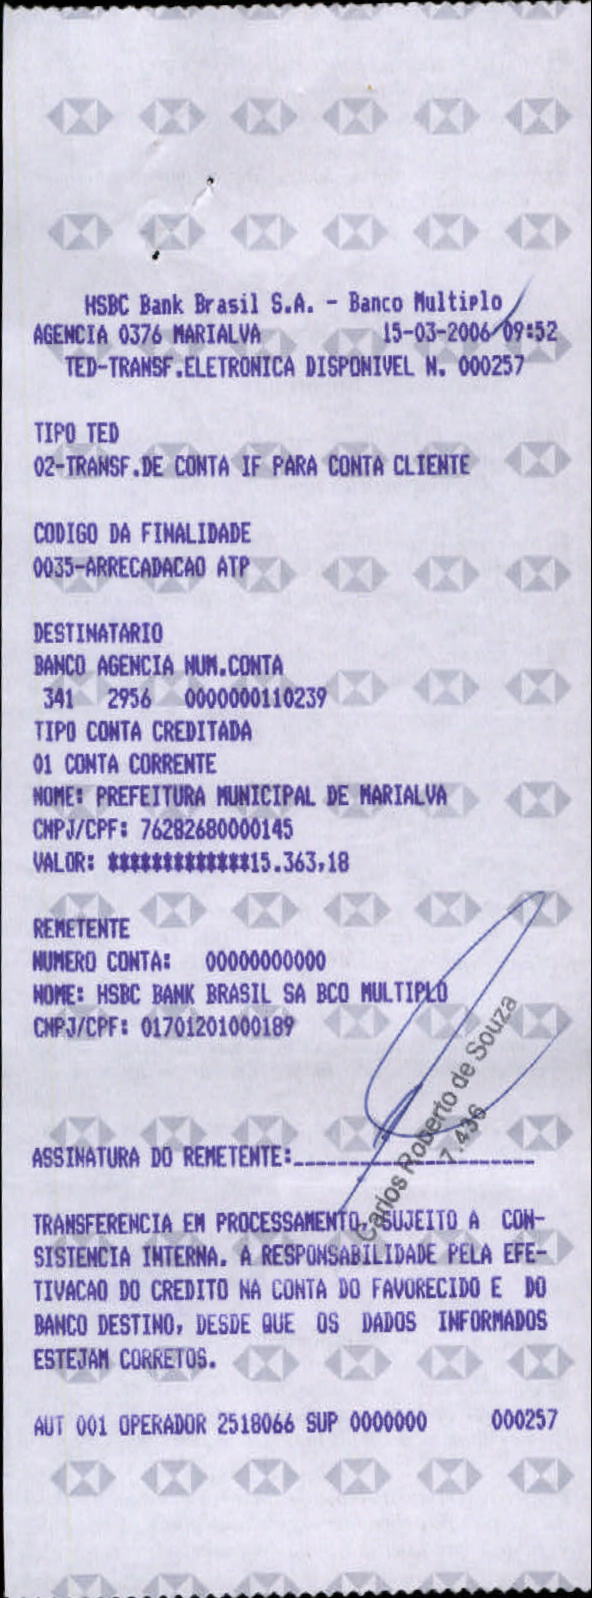 HSBC Bank Brasil S.A. - Banco Multiplo
AGENCIA 0376 MARIALVA 15-03-2006 09:52
TED-TRANSF.ELETRONICA DISPONIVEL N. 000257
TIPO TED
02-TRANSF.DE CONTA IF PARA CONTA CLIENTE
CODIGO DA FINALIDADE
0035-ARRECADACAO ATP
DESTINATARIO
BANCO AGENCIA NUM.CONTA
341 2956 0000000110239
TIPO CONTA CREDITADA
01 CONTA CORRENTE
NOME: PREFEITURA MUNICIPAL DE MARIALVA
CNPJ/CPF: 76282680000145
VALOR: *************15.363,18
REMETENTE
NUMERO CONTA: 00000000000
NOME: HSBC BANK BRASIL SA BCO MULTIPLO
CNPJ/CPF: 01701201000189
Carlos Roberto de Souza
7.436
ASSINATURA DO REMETENTE:_______________________
TRANSFERENCIA EM PROCESSAMENTO, SUJEITO A CON-
SISTENCIA INTERNA. A RESPONSABILIDADE PELA EFE-
TIVACAO DO CREDITO NA CONTA DO FAVORECIDO E DO
BANCO DESTINO, DESDE QUE OS DADOS INFORMADOS
ESTEJAM CORRETOS.
AUT 001 OPERADOR 2518066 SUP 0000000 000257